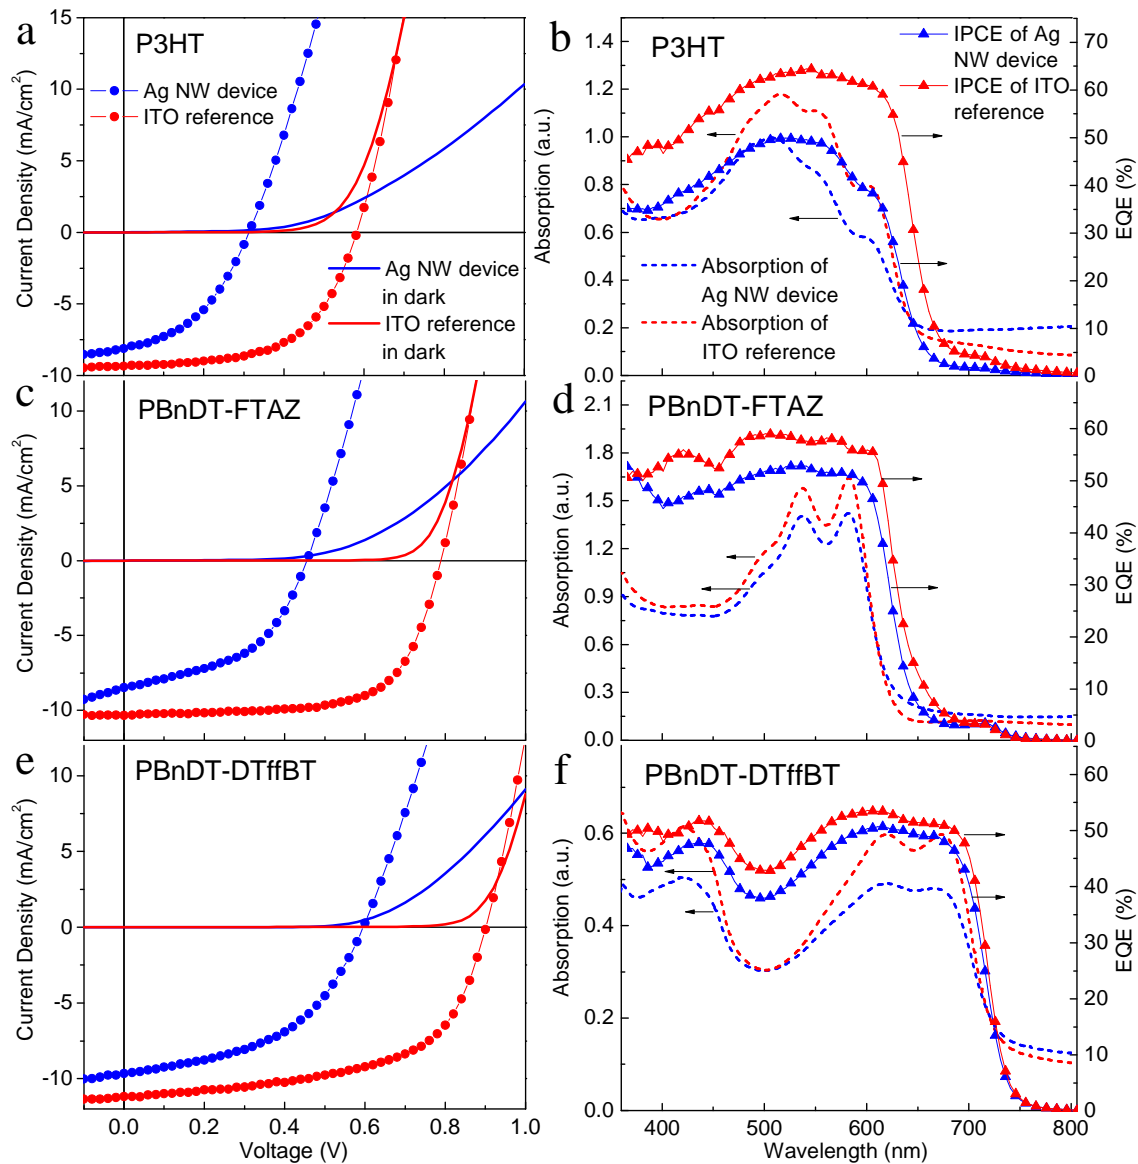 a
P3HT
Ag NW device
ITO reference
Ag NW device
in dark
ITO reference
in dark
Current Density (mA/cm²)
15
10
5
0
-5
-10
b
P3HT
IPCE of Ag
NW device
IPCE of ITO
reference
Absorption of
Ag NW device
Absorption of
ITO reference
Absorption (a.u.)
1.4
1.2
1.0
0.8
0.6
0.4
0.2
0.0
EQE (%)
70
60
50
40
30
20
10
0
c
PBnDT-FTAZ
Current Density (mA/cm²)
10
5
0
-5
-10
d
PBnDT-FTAZ
Absorption (a.u.)
2.1
1.8
1.5
1.2
0.9
0.6
0.3
0.0
EQE (%)
60
50
40
30
20
10
0
e
PBnDT-DTffBT
Current Density (mA/cm²)
10
5
0
-5
-10
0.0 0.2 0.4 0.6 0.8 1.0
Voltage (V)
f
PBnDT-DTffBT
Absorption (a.u.)
0.6
0.4
0.2
0.0
EQE (%)
60
50
40
30
20
10
0
400 500 600 700 800
Wavelength (nm)